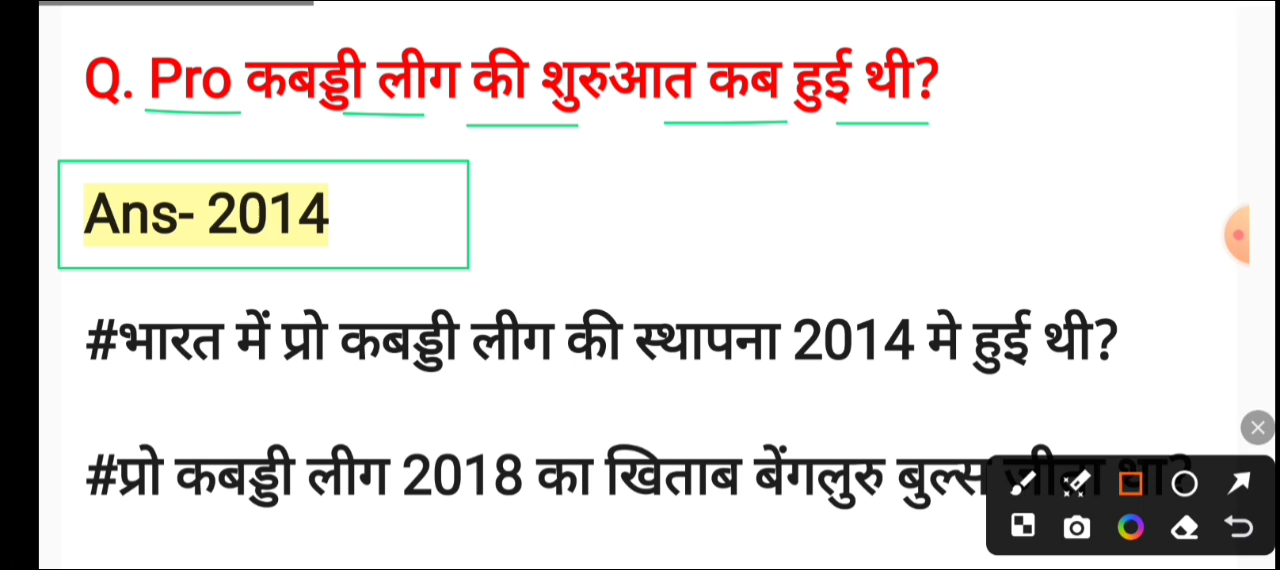 Q. Pro कबड्डी लीग की शुरुआत कब हुई थी?
Ans- 2014
#भारत में प्रो कबड्डी लीग की स्थापना 2014 मे हुई थी?
#प्रो कबड्डी लीग 2018 का खिताब बेंगलुरु बुल्स जीता था?